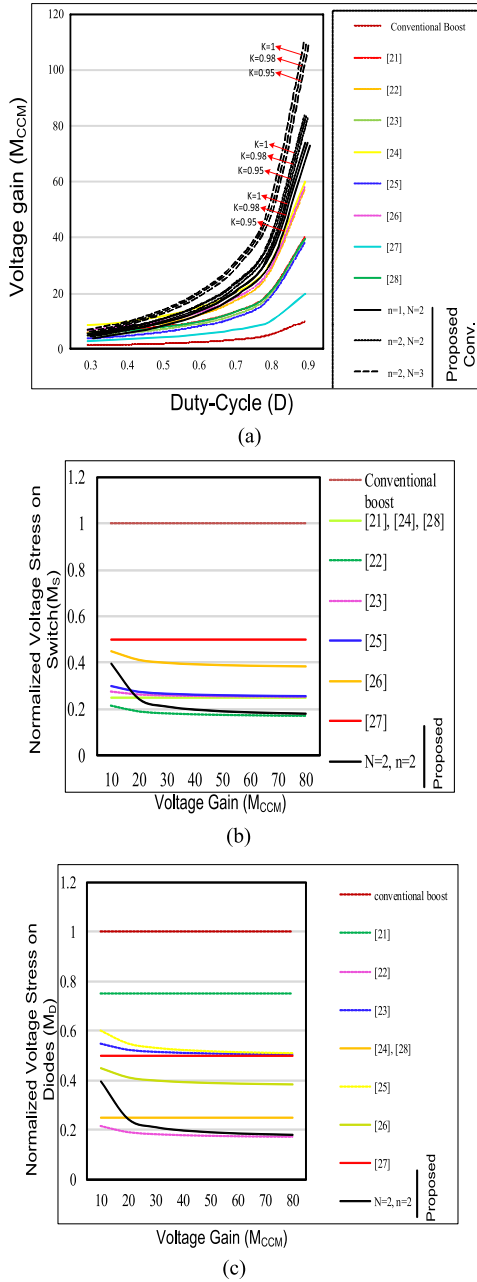 120
100
80
60
40
20
0
Voltage gain (MCCM)
0.3 0.4 0.5 0.6 0.7 0.8 0.9
Duty-Cycle (D)
K=1
K=0.98
K=0.95
K=1
K=0.98
K=0.95
K=1
K=0.98
K=0.95
Conventional Boost
[21]
[22]
[23]
[24]
[25]
[26]
[27]
[28]
n=1, N=2
n=2, N=2
n=2, N=3
Proposed
Conv.
(a)
1.2
1
0.8
0.6
0.4
0.2
0
Normalized Voltage Stress on
Switch(MS)
10 20 30 40 50 60 70 80
Voltage Gain (MCCM)
Conventional
boost
[21], [24], [28]
[22]
[23]
[25]
[26]
[27]
N=2, n=2
Proposed
(b)
1.2
1
0.8
0.6
0.4
0.2
0
Normalized Voltage Stress on
Diodes (MD)
10 20 30 40 50 60 70 80
Voltage Gain (MCCM)
conventional boost
[21]
[22]
[23]
[24], [28]
[25]
[26]
[27]
N=2, n=2
Proposed
(c)